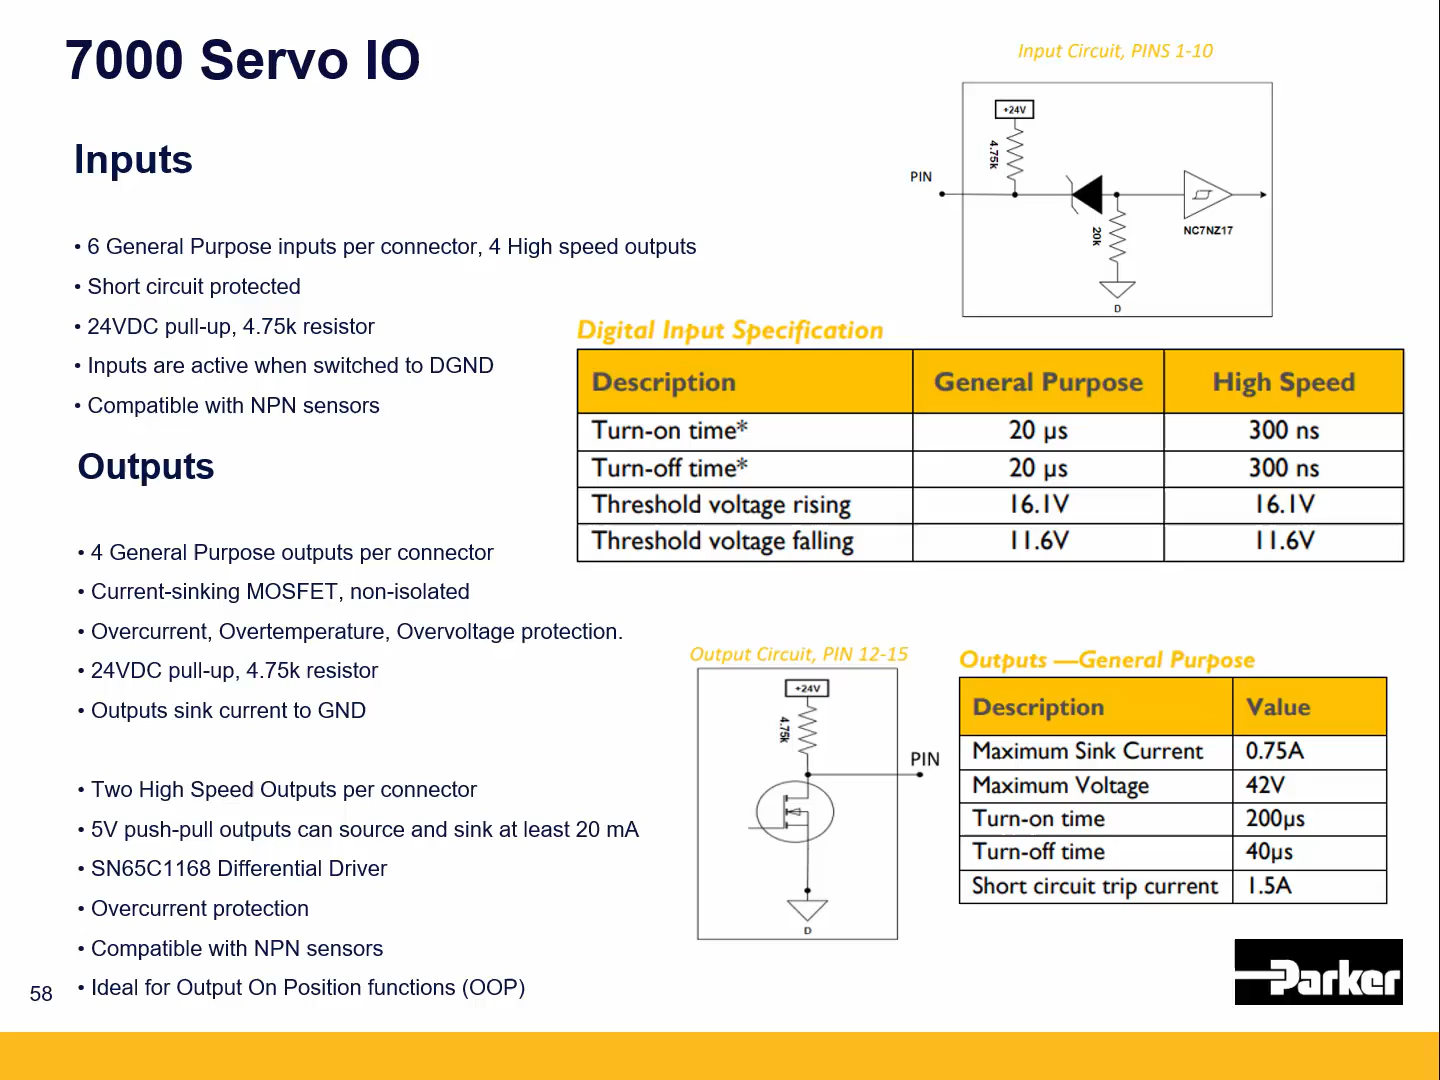 7000 Servo IO
Input Circuit, PINS 1-10
+24V
4.75k
PIN
20k
NC7NZ17
D
Inputs
• 6 General Purpose inputs per connector, 4 High speed outputs
• Short circuit protected
• 24VDC pull-up, 4.75k resistor
• Inputs are active when switched to DGND
• Compatible with NPN sensors
Digital Input Specification
Description General Purpose High Speed
Turn-on time* 20 µs 300 ns
Turn-off time* 20 µs 300 ns
Threshold voltage rising 16.1V 16.1V
Threshold voltage falling 11.6V 11.6V
Outputs
• 4 General Purpose outputs per connector
• Current-sinking MOSFET, non-isolated
• Overcurrent, Overtemperature, Overvoltage protection.
• 24VDC pull-up, 4.75k resistor
• Outputs sink current to GND
• Two High Speed Outputs per connector
• 5V push-pull outputs can source and sink at least 20 mA
• SN65C1168 Differential Driver
• Overcurrent protection
• Compatible with NPN sensors
• Ideal for Output On Position functions (OOP)
Output Circuit, PIN 12-15
+24V
4.75k
PIN
D
Outputs —General Purpose
Description Value
Maximum Sink Current 0.75A
Maximum Voltage 42V
Turn-on time 200µs
Turn-off time 40µs
Short circuit trip current 1.5A
58
Parker